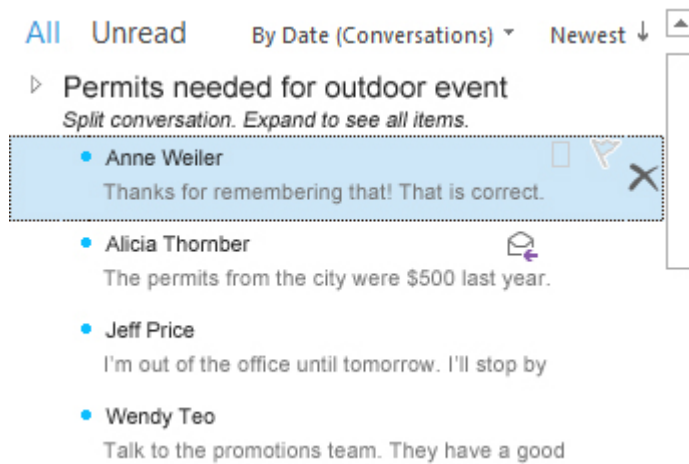 All Unread By Date (Conversations) Newest
Permits needed for outdoor event
Split conversation. Expand to see all items.
Anne Weiler
Thanks for remembering that! That is correct.
Alicia Thornber
The permits from the city were $500 last year.
Jeff Price
I'm out of the office until tomorrow. I'll stop by
Wendy Teo
Talk to the promotions team. They have a good